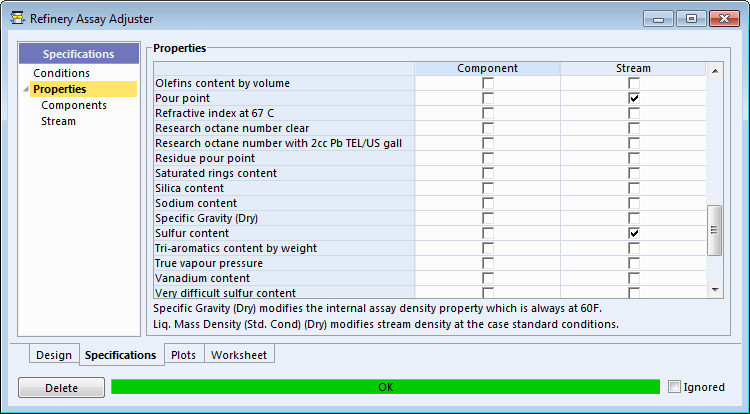 Refinery Assay Adjuster
Specifications
Conditions
Properties
Components
Stream
Properties
Component Stream
Olefins content by volume
Pour point
Refractive index at 67 C
Research octane number clear
Research octane number with 2cc Pb TEL/US gall
Residue pour point
Saturated rings content
Silica content
Sodium content
Specific Gravity (Dry)
Sulfur content
Tri-aromatics content by weight
True vapour pressure
Vanadium content
Very difficult sulfur content
Specific Gravity (Dry) modifies the internal assay density property which is always at 60F.
Liq. Mass Density (Std. Cond) (Dry) modifies stream density at the case standard conditions.
Design Specifications Plots Worksheet
Delete OK Ignored